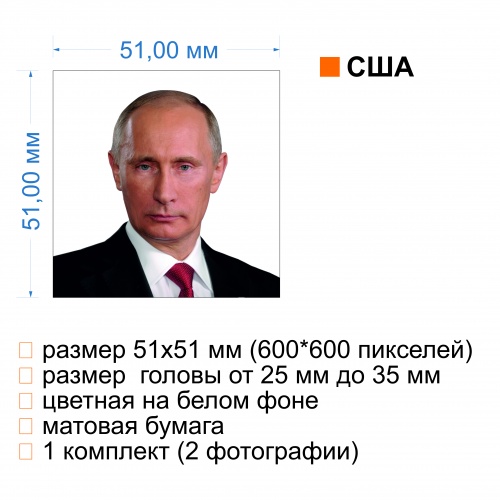 51,00 мм
США
51,00 мм
размер 51х51 мм (600*600 пикселей)
размер головы от 25 мм до 35 мм
цветная на белом фоне
матовая бумага
1 комплект (2 фотографии)